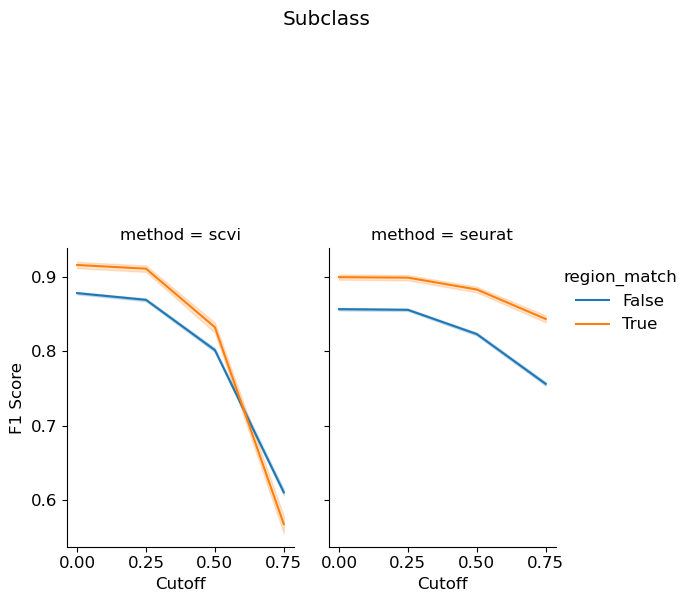 Subclass
method = scvi
method = seurat
region_match
False
True
F1 Score
0.9
0.8
0.7
0.6
0.00 0.25 0.50 0.75
0.00 0.25 0.50 0.75
Cutoff
Cutoff